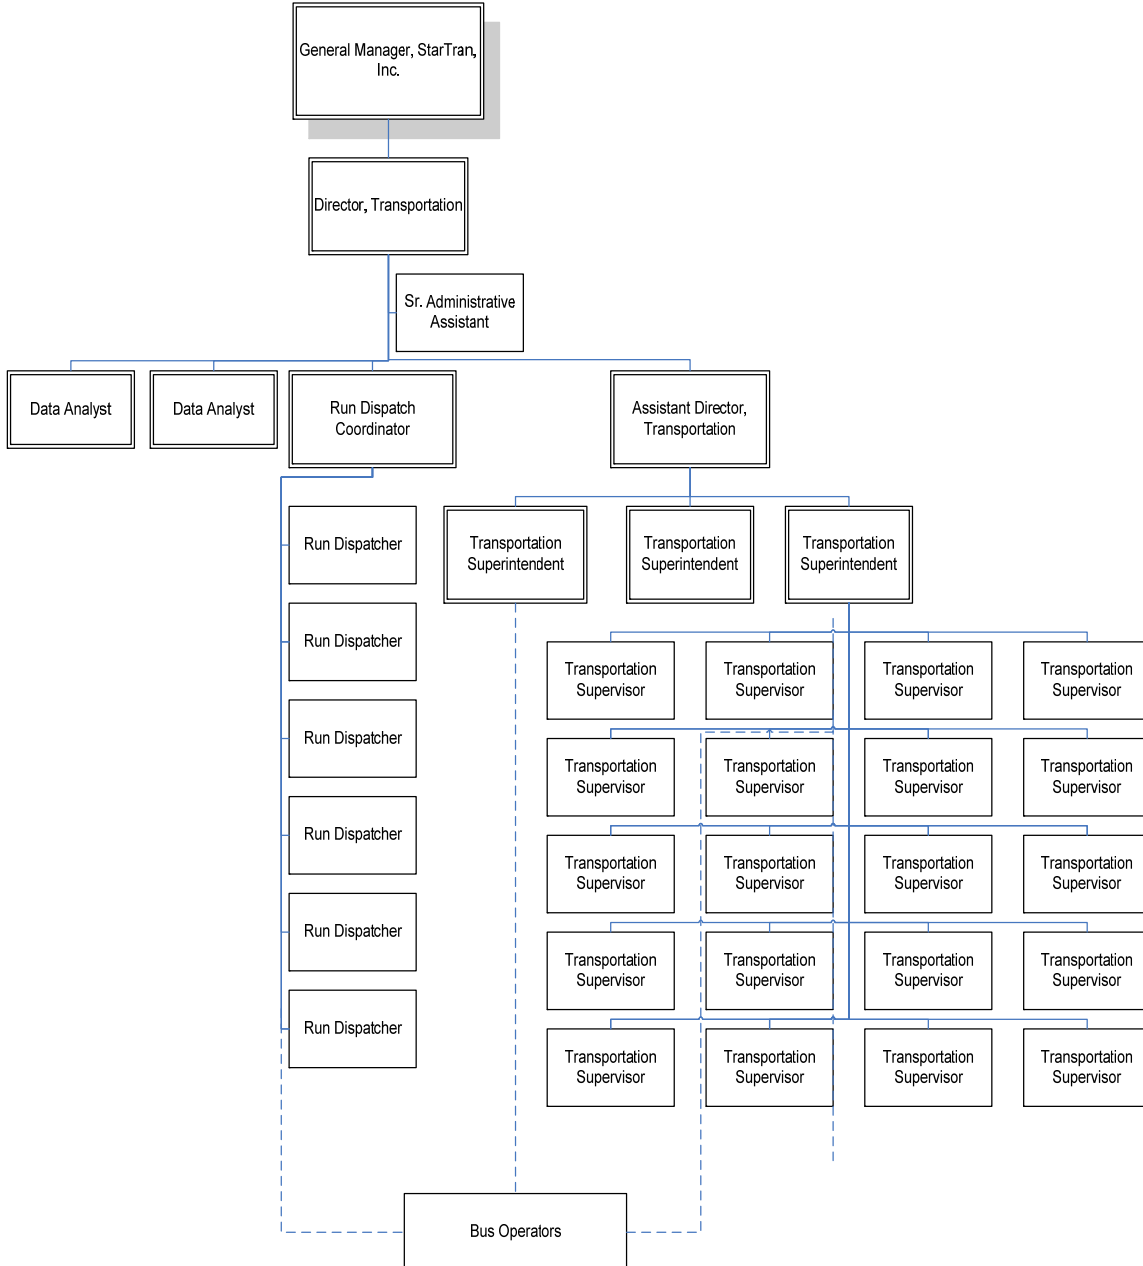 General Manager, StarTran,
Inc.
Director, Transportation
Sr. Administrative
Assistant
Data Analyst
Data Analyst
Run Dispatch
Coordinator
Assistant Director,
Transportation
Run Dispatcher
Run Dispatcher
Run Dispatcher
Run Dispatcher
Run Dispatcher
Run Dispatcher
Transportation
Superintendent
Transportation
Superintendent
Transportation
Superintendent
Transportation
Supervisor
Transportation
Supervisor
Transportation
Supervisor
Transportation
Supervisor
Transportation
Supervisor
Transportation
Supervisor
Transportation
Supervisor
Transportation
Supervisor
Transportation
Supervisor
Transportation
Supervisor
Transportation
Supervisor
Transportation
Supervisor
Transportation
Supervisor
Transportation
Supervisor
Transportation
Supervisor
Transportation
Supervisor
Transportation
Supervisor
Transportation
Supervisor
Transportation
Supervisor
Transportation
Supervisor
Bus Operators